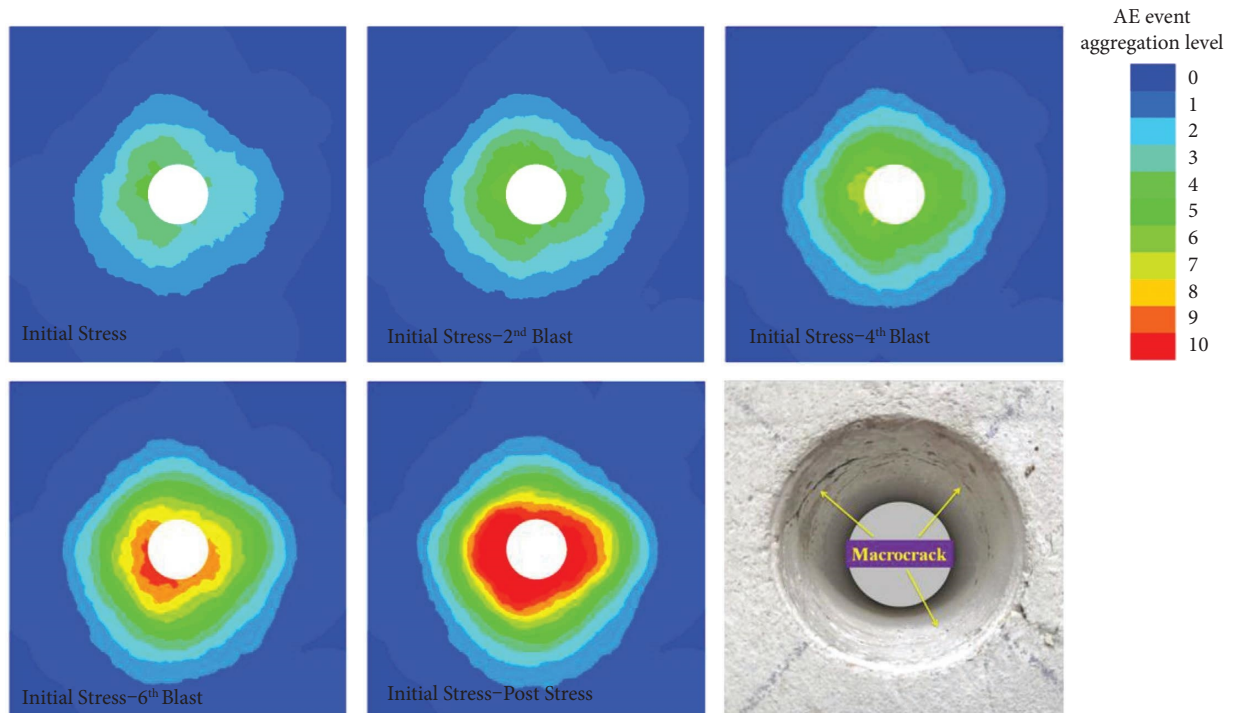 AE event
aggregation level
0
1
2
3
4
5
6
7
8
9
10
Initial Stress
Initial Stress–2nd Blast
Initial Stress–4th Blast
Initial Stress–6th Blast
Initial Stress–Post Stress
Macrocrack